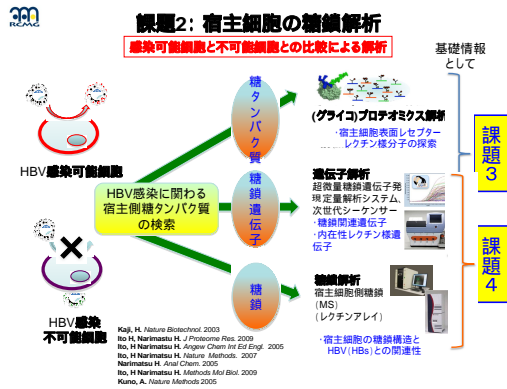 RCMG
課題2: 宿主細胞の糖鎖解析
感染可能細胞と不可能細胞との比較による解析
基礎情報
として
HBV感染可能細胞
HBV感染に関わる
宿主側糖タンパク質
の検索
HBV感染
不可能細胞
糖タンパク質
糖鎖遺伝子
糖鎖
(グライコ)プロテオミクス解析
・宿主細胞表面レセプター
レクチン様分子の探索
遺伝子解析
超微量糖鎖遺伝子発
現定量解析システム、
次世代シーケンサー
・糖鎖関連遺伝子
・内在性レクチン様遺
伝子
糖鎖解析
宿主細胞側糖鎖
(MS)
(レクチンアレイ)
・宿主細胞の糖鎖構造と
HBV(HBs)との関連性
課題3
課題4
Kaji, H. Nature Biotechnol. 2003
Ito H, Narimastu H. J Proteome Res. 2009
Ito, H Narimatsu H. Angew Chem Int Ed Engl. 2005
Ito, H Narimatsu H. Nature Methods. 2007
Narimatsu H. Anal Chem. 2005
Ito, H Narimatsu H. Methods Mol Biol. 2009
Kuno, A. Nature Methods 2005